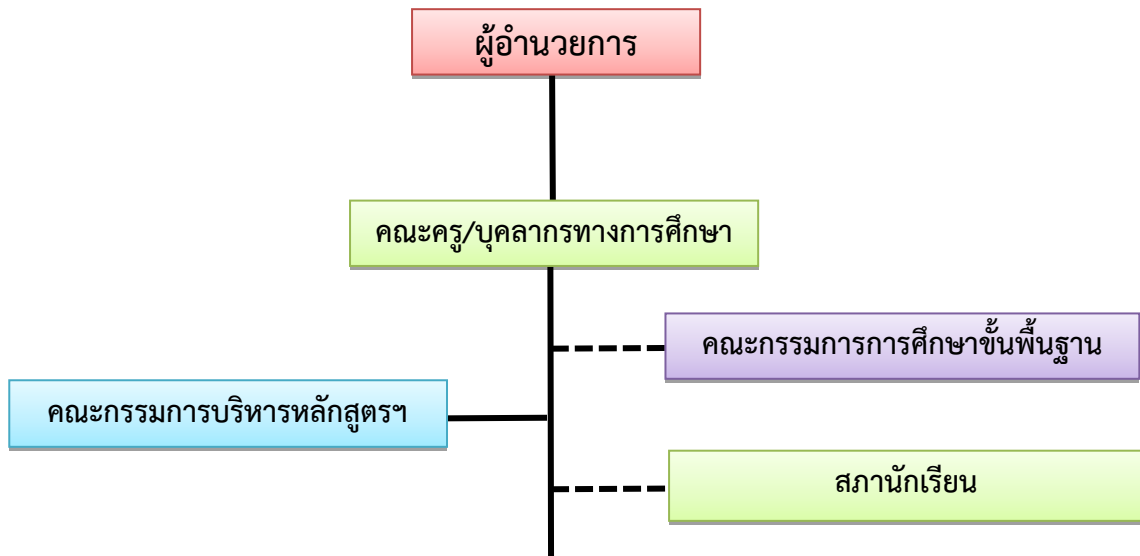 ผู้อำนวยการ
คณะครู/บุคลากรทางการศึกษา
คณะกรรมการการศึกษาขั้นพื้นฐาน
คณะกรรมการบริหารหลักสูตรฯ
สภานักเรียน